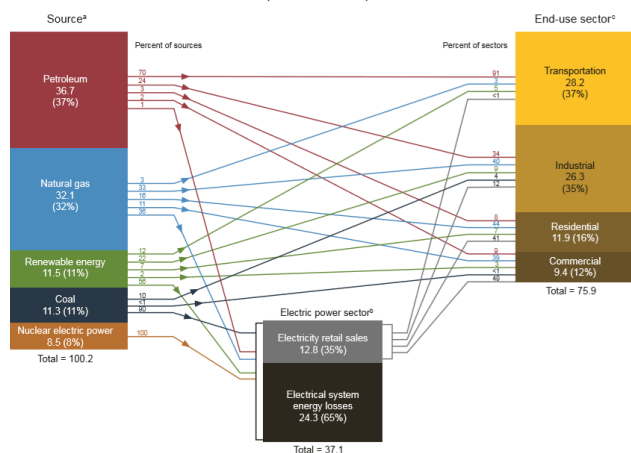 Sourceᵃ
End-use sectorᶜ
Percent of sources
Percent of sectors
Petroleum
36.7
(37%)
70
24
3
2
1
Natural gas
32.1
(32%)
3
33
16
11
36
Renewable energy
11.5 (11%)
12
22
7
2
56
Coal
11.3 (11%)
10
<1
90
Nuclear electric power
8.5 (8%)
100
Total = 100.2
Electric power sectorᵇ
Electricity retail sales
12.8 (35%)
Electrical system
energy losses
24.3 (65%)
Total = 37.1
91
3
5
<1
Transportation
28.2
(37%)
34
40
9
4
12
Industrial
26.3
(35%)
8
44
7
41
Residential
11.9 (16%)
9
39
3
<1
49
Commercial
9.4 (12%)
Total = 75.9